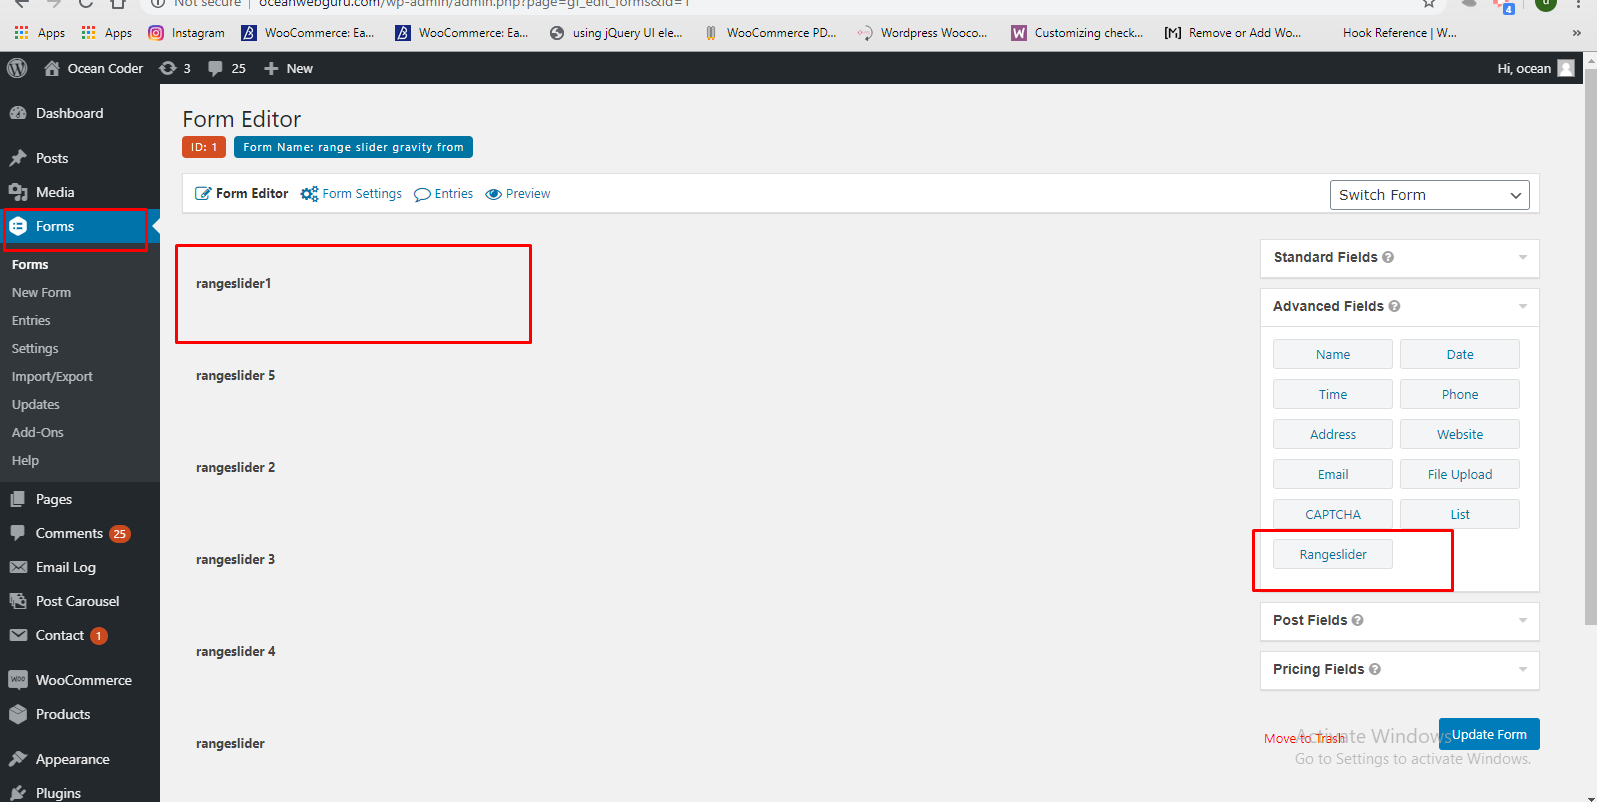 Not secure | oceanwebguru.com/wp-admin/admin.php?page=gf_edit_forms&id=1
4
d
Apps Apps Instagram WooCommerce: Ea... WooCommerce: Ea... using jQuery UI ele... WooCommerce PD... Wordpress Wooco... Customizing check... [M] Remove or Add Wo... Hook Reference | W... »
Ocean Coder 3 25 + New Hi, ocean
Dashboard
Posts
Media
Forms
Forms
New Form
Entries
Settings
Import/Export
Updates
Add-Ons
Help
Pages
Comments 25
Email Log
Post Carousel
Contact 1
WooCommerce
Products
Appearance
Plugins
Form Editor
ID: 1 Form Name: range slider gravity from
Form Editor Form Settings Entries Preview Switch Form
rangeslider1
rangeslider 5
rangeslider 2
rangeslider 3
rangeslider 4
rangeslider
Standard Fields ?
Advanced Fields ?
Name Date
Time Phone
Address Website
Email File Upload
CAPTCHA List
Rangeslider
Post Fields ?
Pricing Fields ?
Move to Trash Update Form
Activate Windows
Go to Settings to activate Windows.